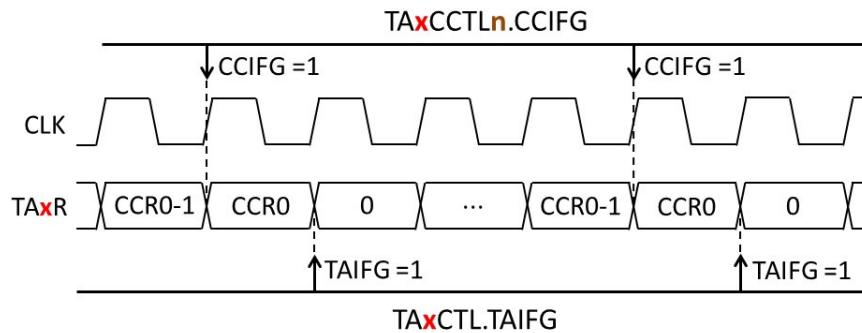 TAxCCTLn.CCIFG
CCIFG =1 CCIFG =1
CLK
TAxR CCR0-1 CCR0 0 ... CCR0-1 CCR0 0
TAIFG =1 TAIFG =1
TAxCTL.TAIFG